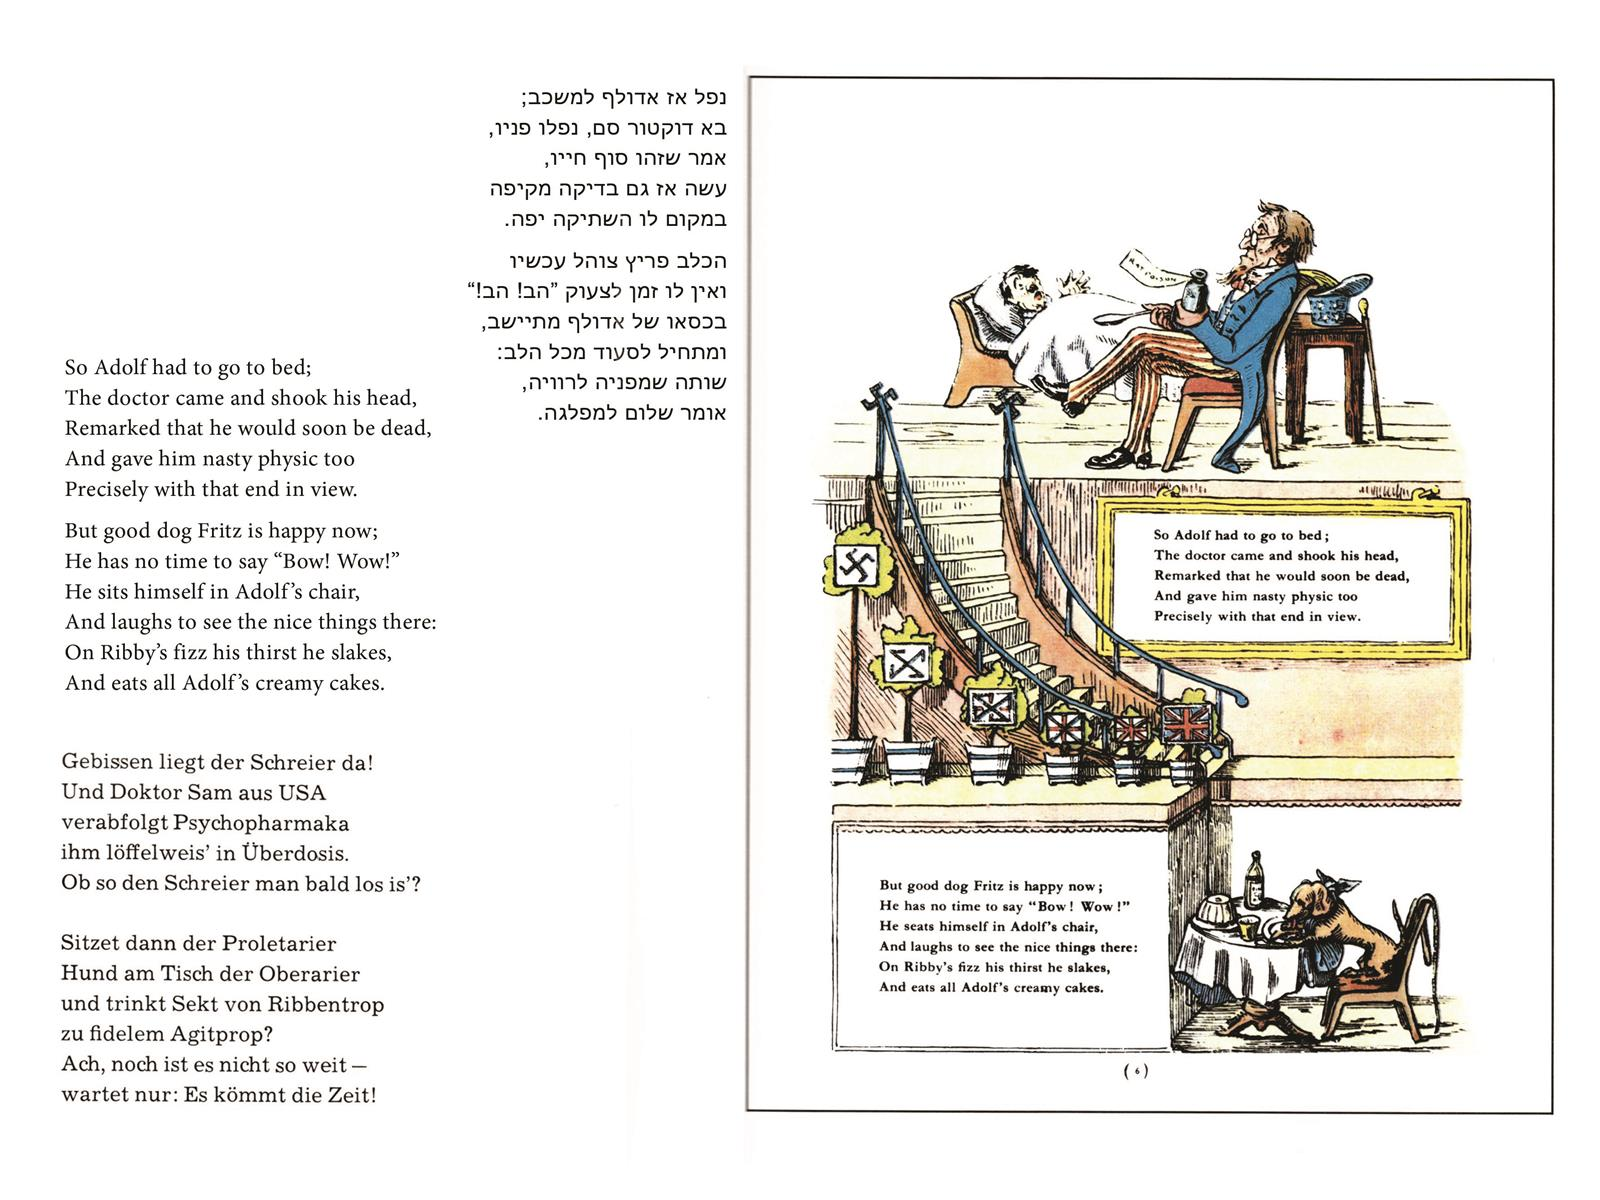 נפל אז אדולף למשכב;
בא דוקטור סם, נפלו פניו,
אמר שזהו סוף חייו,
עשה אז גם בדיקה מקיפה
במקום לו השתיקה יפה.
הכלב פריץ צוהל עכשיו
ואין לו זמן לצעוק ”הב! הב!“
בכסאו של אדולף מתיישב,
ומתחיל לסעוד מכל הלב:
שותה שמפניה לרוויה,
אומר שלום למפלגה.
So Adolf had to go to bed;
The doctor came and shook his head,
Remarked that he would soon be dead,
And gave him nasty physic too
Precisely with that end in view.
But good dog Fritz is happy now;
He has no time to say “Bow! Wow!”
He sits himself in Adolf’s chair,
And laughs to see the nice things there:
On Ribby’s fizz his thirst he slakes,
And eats all Adolf’s creamy cakes.
Gebissen liegt der Schreier da!
Und Doktor Sam aus USA
verabfolgt Psychopharmaka
ihm löffelweis’ in Überdosis.
Ob so den Schreier man bald los is’?
Sitzet dann der Proletarier
Hund am Tisch der Oberarier
und trinkt Sekt von Ribbentrop
zu fidelem Agitprop?
Ach, noch ist es nicht so weit —
wartet nur: Es kömmt die Zeit!
RAT POISON
So Adolf had to go to bed;
The doctor came and shook his head,
Remarked that he would soon be dead,
And gave him nasty physic too
Precisely with that end in view.
But good dog Fritz is happy now;
He has no time to say “Bow! Wow!”
He seats himself in Adolf’s chair,
And laughs to see the nice things there:
On Ribby’s fizz his thirst he slakes,
And eats all Adolf’s creamy cakes.
(6)